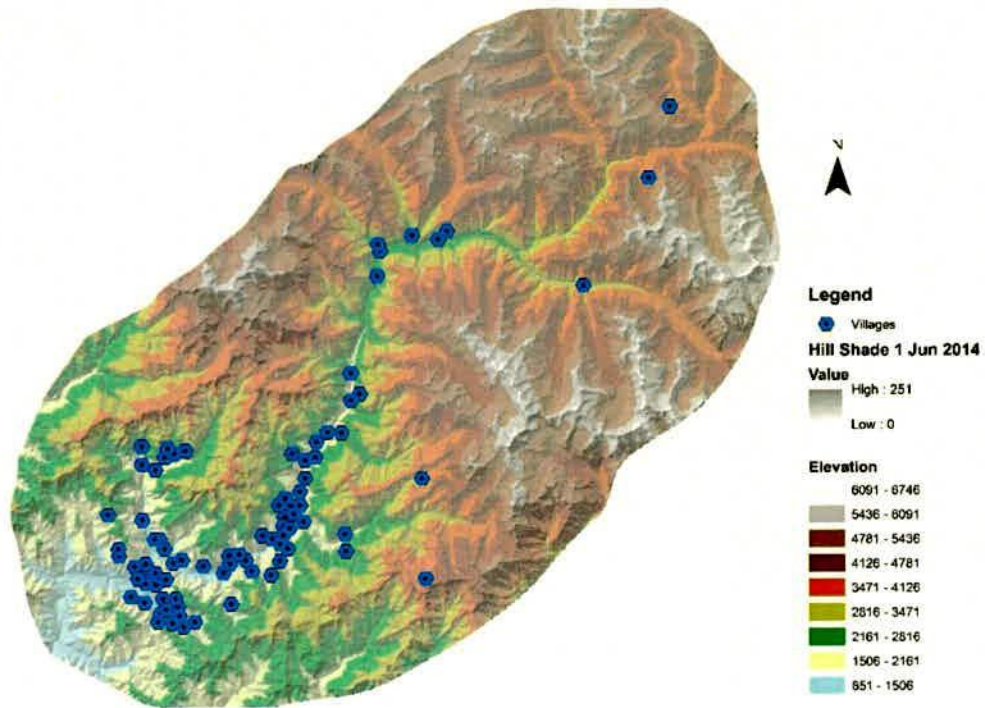 N
Legend
Villages
Hill Shade 1 Jun 2014
Value
High : 251
Low : 0
Elevation
6091 - 6746
5436 - 6091
4781 - 5436
4126 - 4781
3471 - 4126
2816 - 3471
2161 - 2816
1506 - 2161
851 - 1506